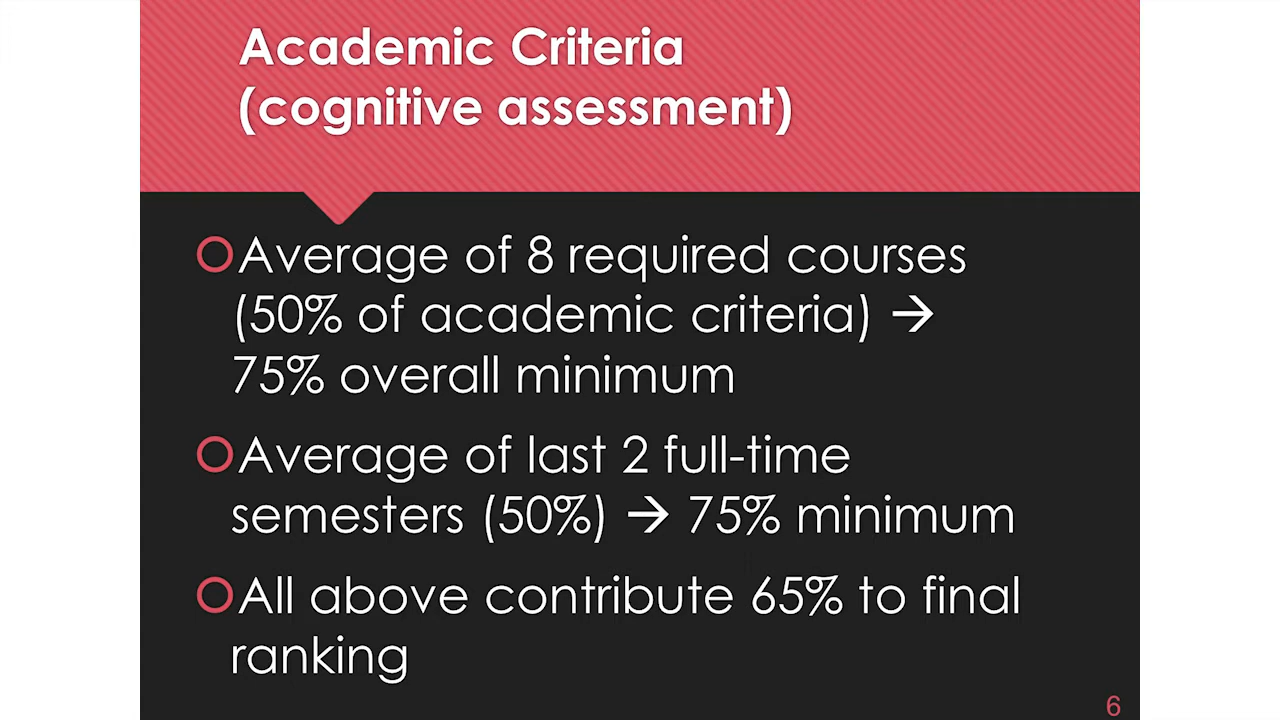 Academic Criteria
(cognitive assessment)
Average of 8 required courses
(50% of academic criteria) →
75% overall minimum
Average of last 2 full-time
semesters (50%) → 75% minimum
All above contribute 65% to final
ranking
6